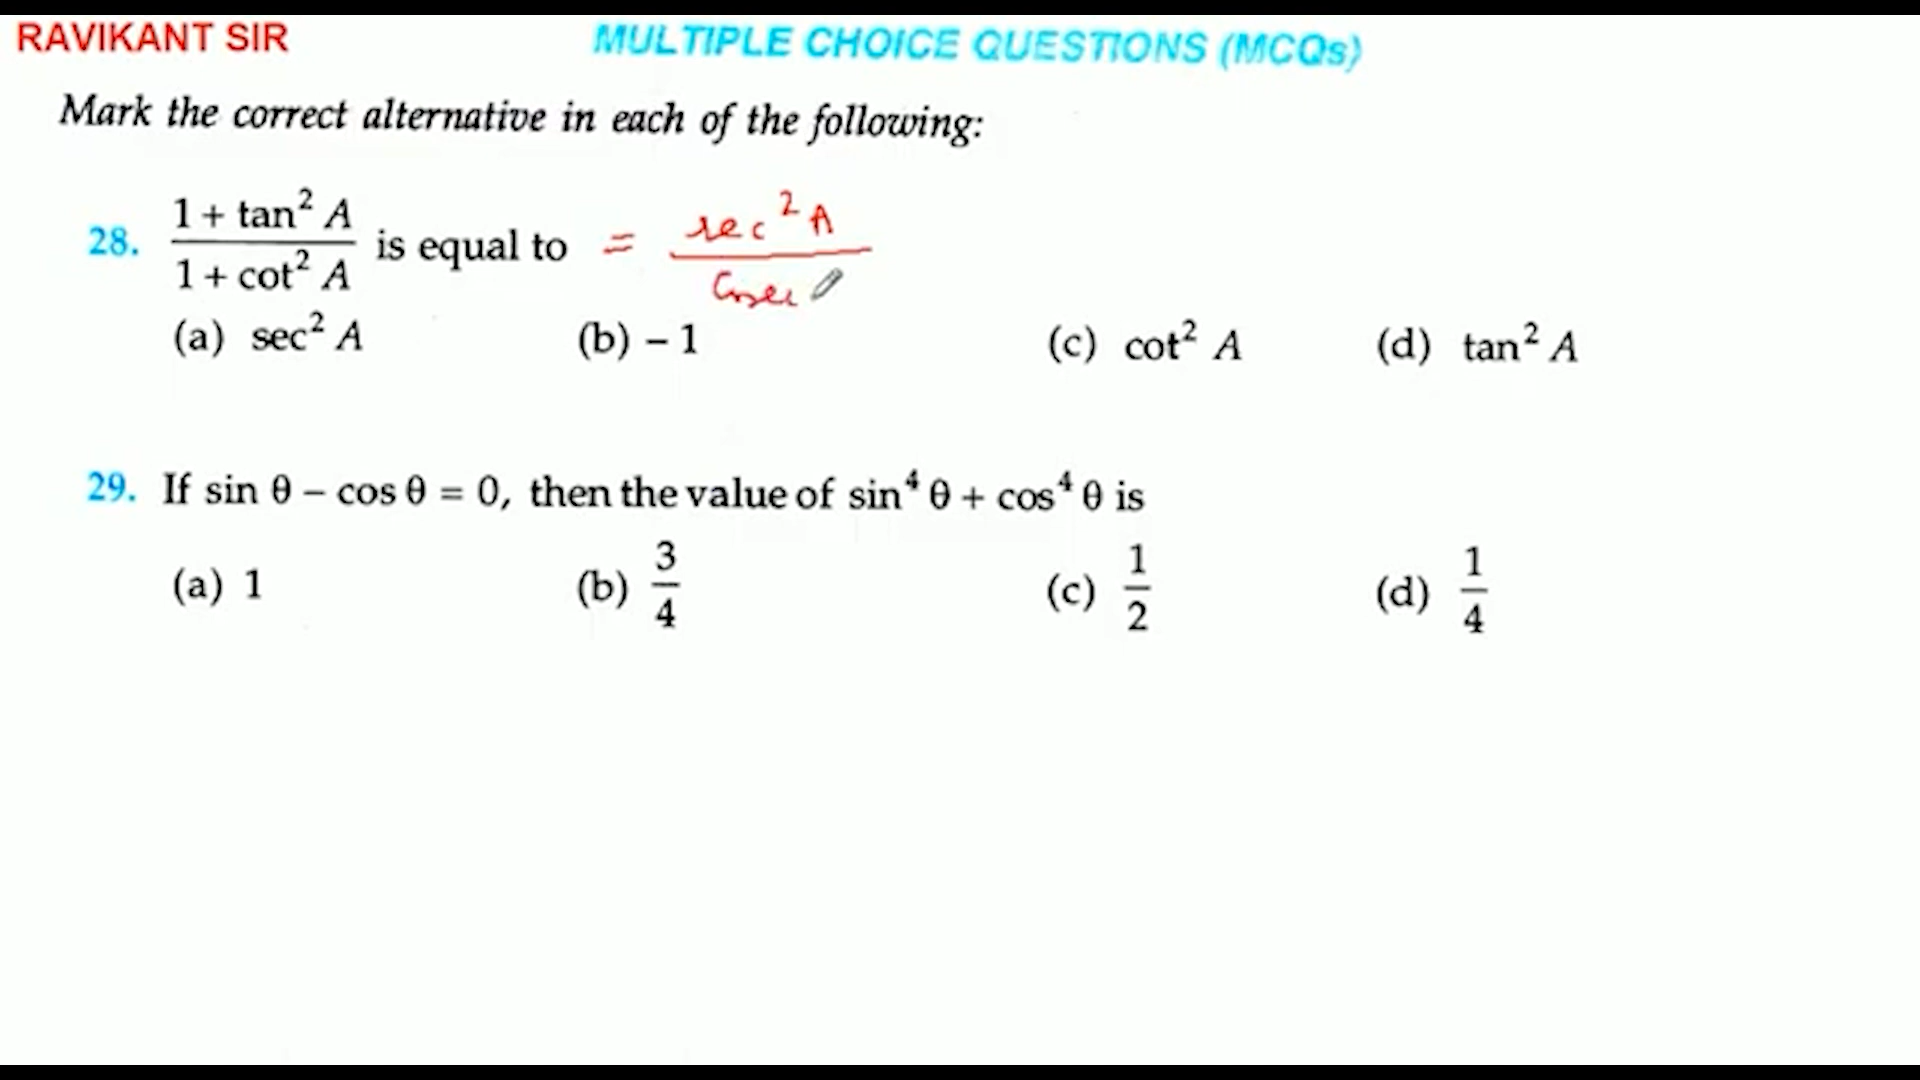 RAVIKANT SIR
MULTIPLE CHOICE QUESTIONS (MCQs)
Mark the correct alternative in each of the following:
28. (1 + tan² A)/(1 + cot² A) is equal to = sec² A / Cosec
(a) sec² A (b) – 1 (c) cot² A (d) tan² A
29. If sin θ – cos θ = 0, then the value of sin⁴ θ + cos⁴ θ is
(a) 1 (b) 3/4 (c) 1/2 (d) 1/4